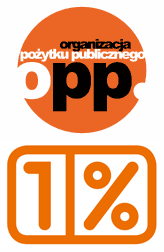 organizacja
pożytku publicznego
opp.
1%